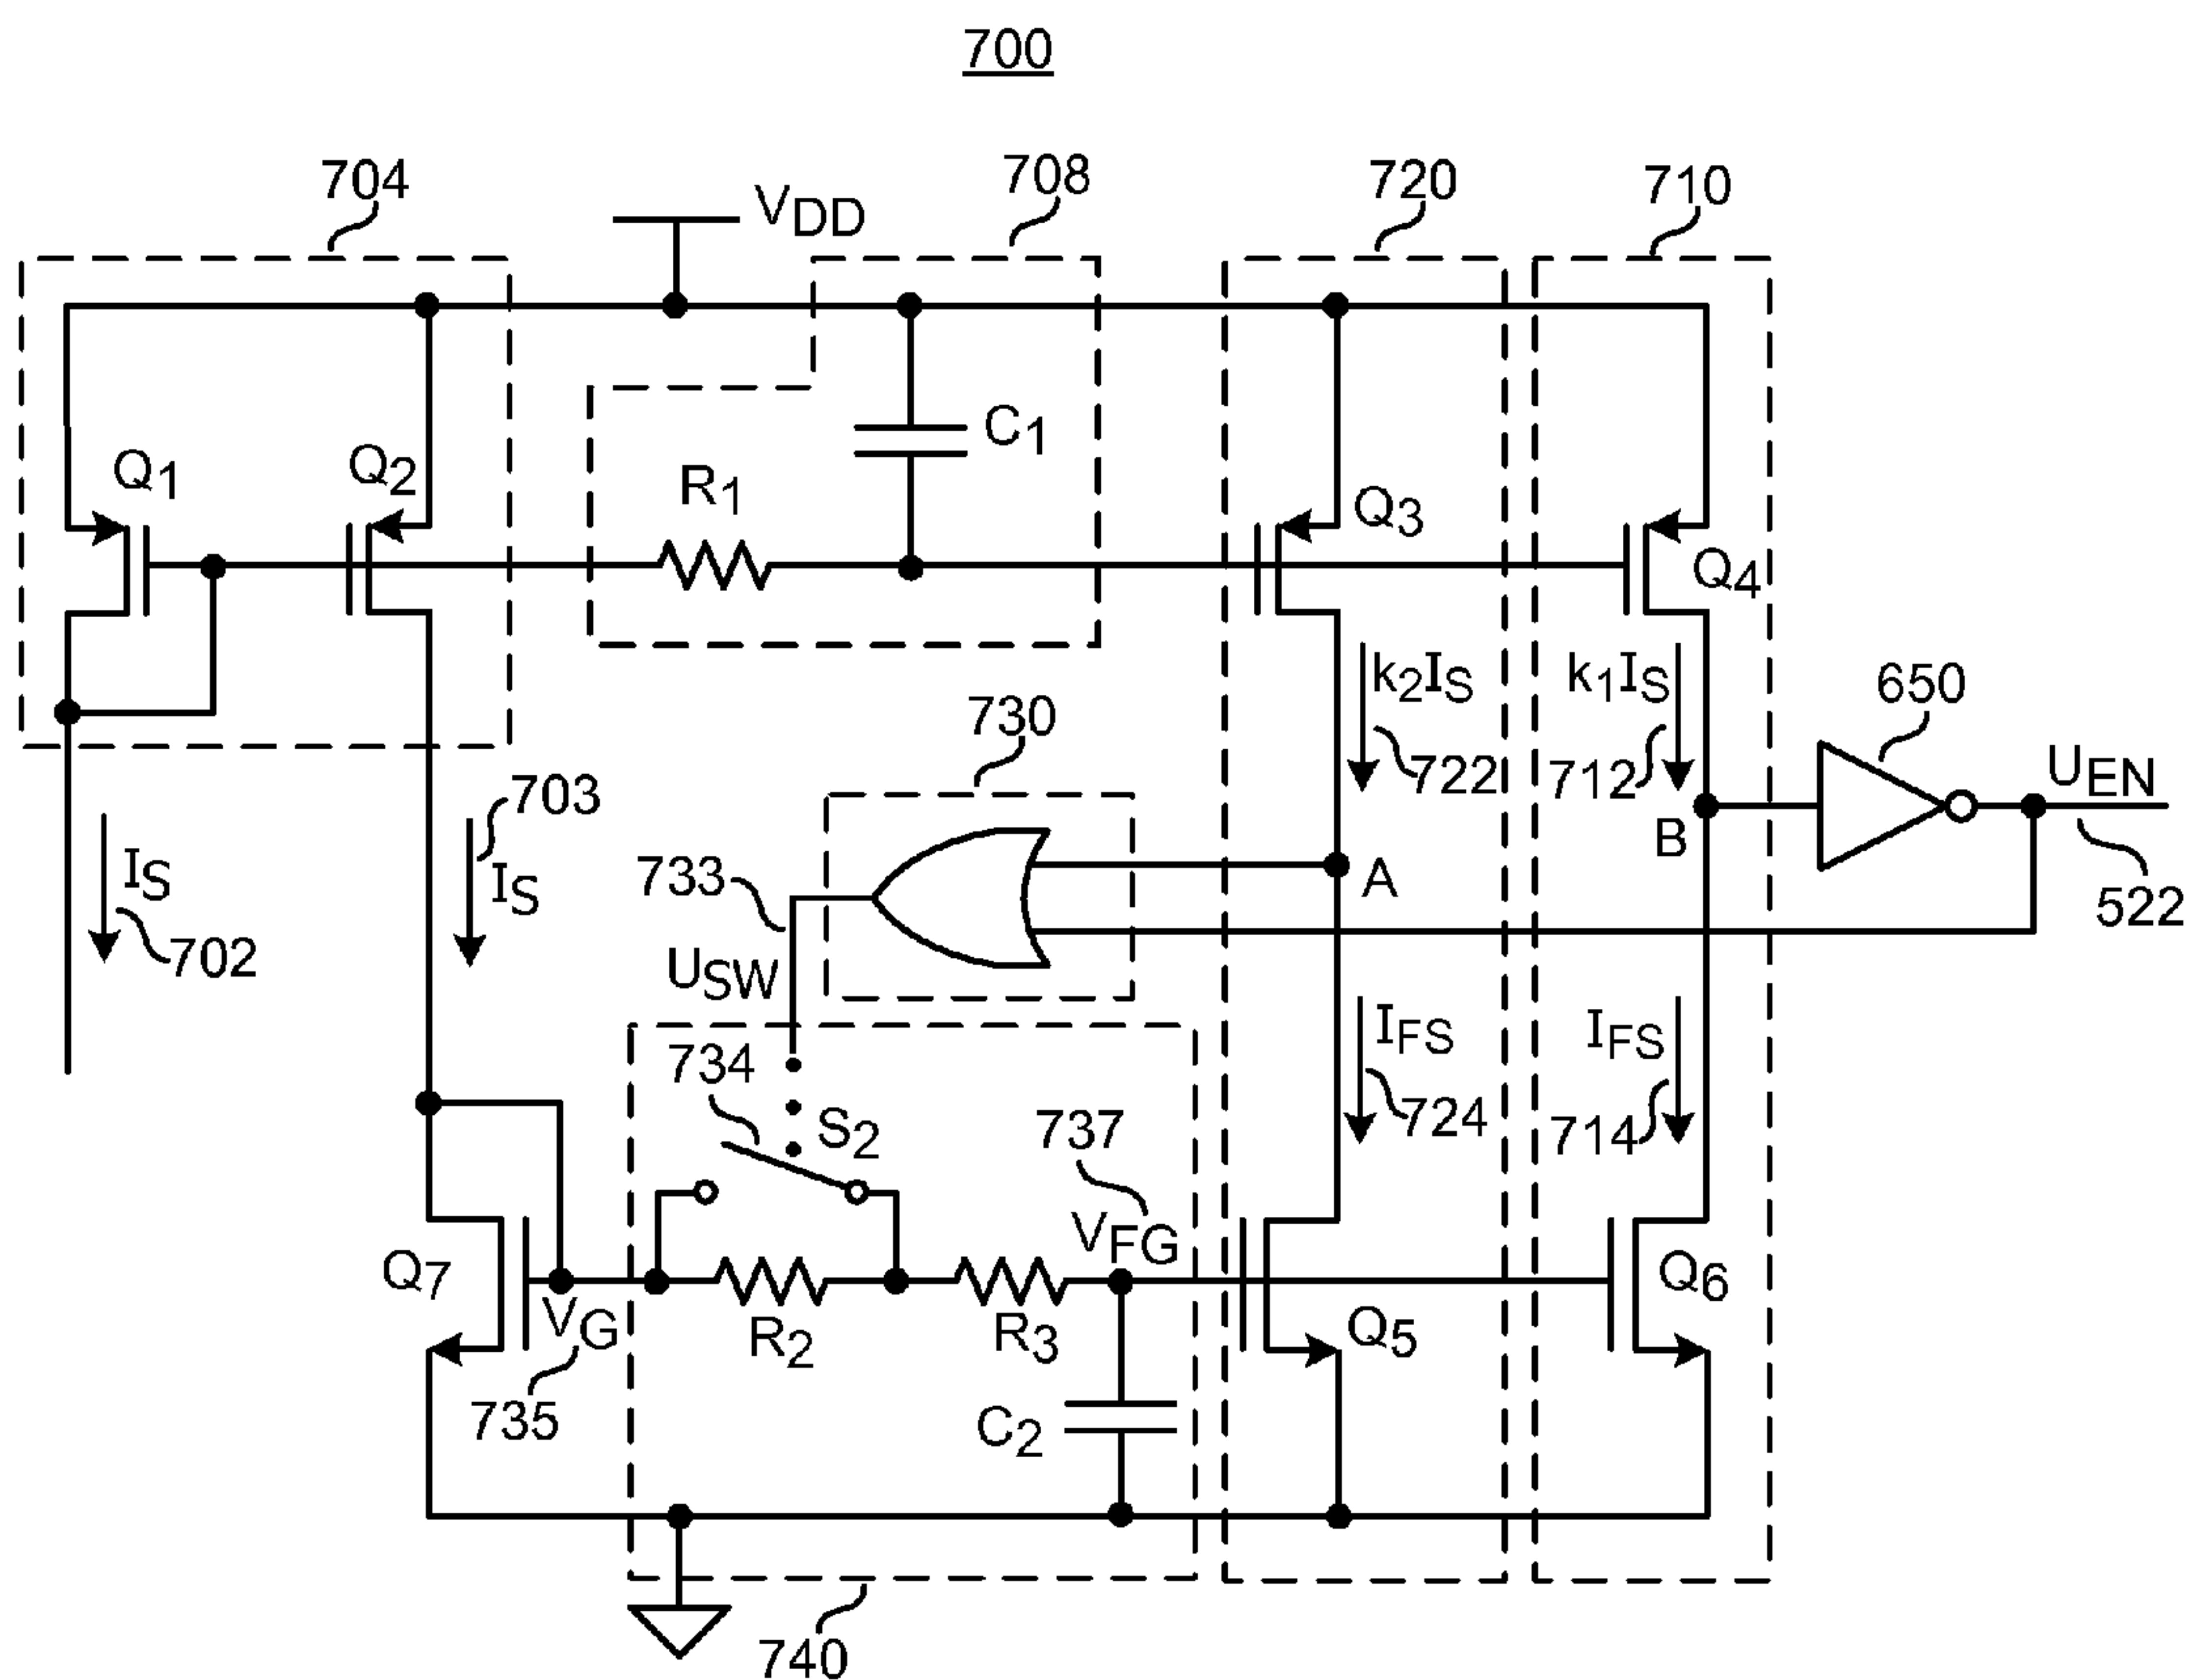 700
704
708
720
710
VDD
Q1
Q2
R1
C1
Q3
Q4
k2IS
k1IS
650
730
722
712
UEN
703
B
733
A
522
IS
IS
702
USW
IFS
IFS
734
S2
737
724
714
VFG
Q7
Q6
VG
R2
R3
Q5
735
C2
740